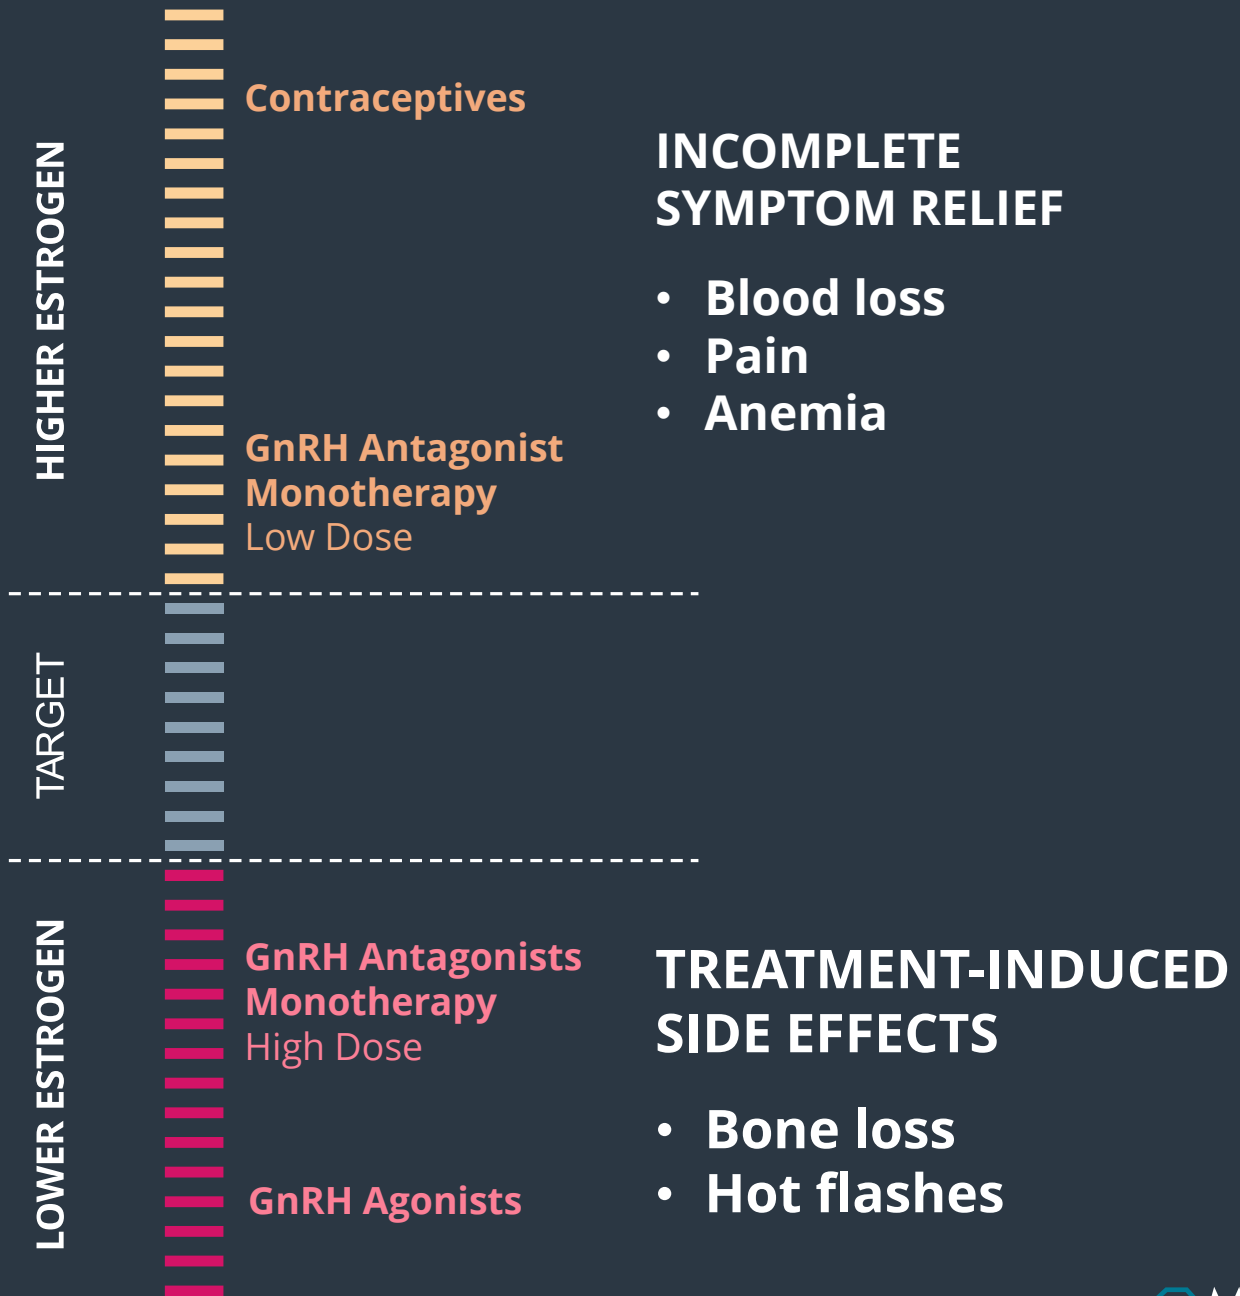 HIGHER ESTROGEN
Contraceptives
INCOMPLETE
SYMPTOM RELIEF
• Blood loss
• Pain
• Anemia
GnRH Antagonist
Monotherapy
Low Dose
TARGET
LOWER ESTROGEN
GnRH Antagonists
Monotherapy
High Dose
GnRH Agonists
TREATMENT-INDUCED
SIDE EFFECTS
• Bone loss
• Hot flashes